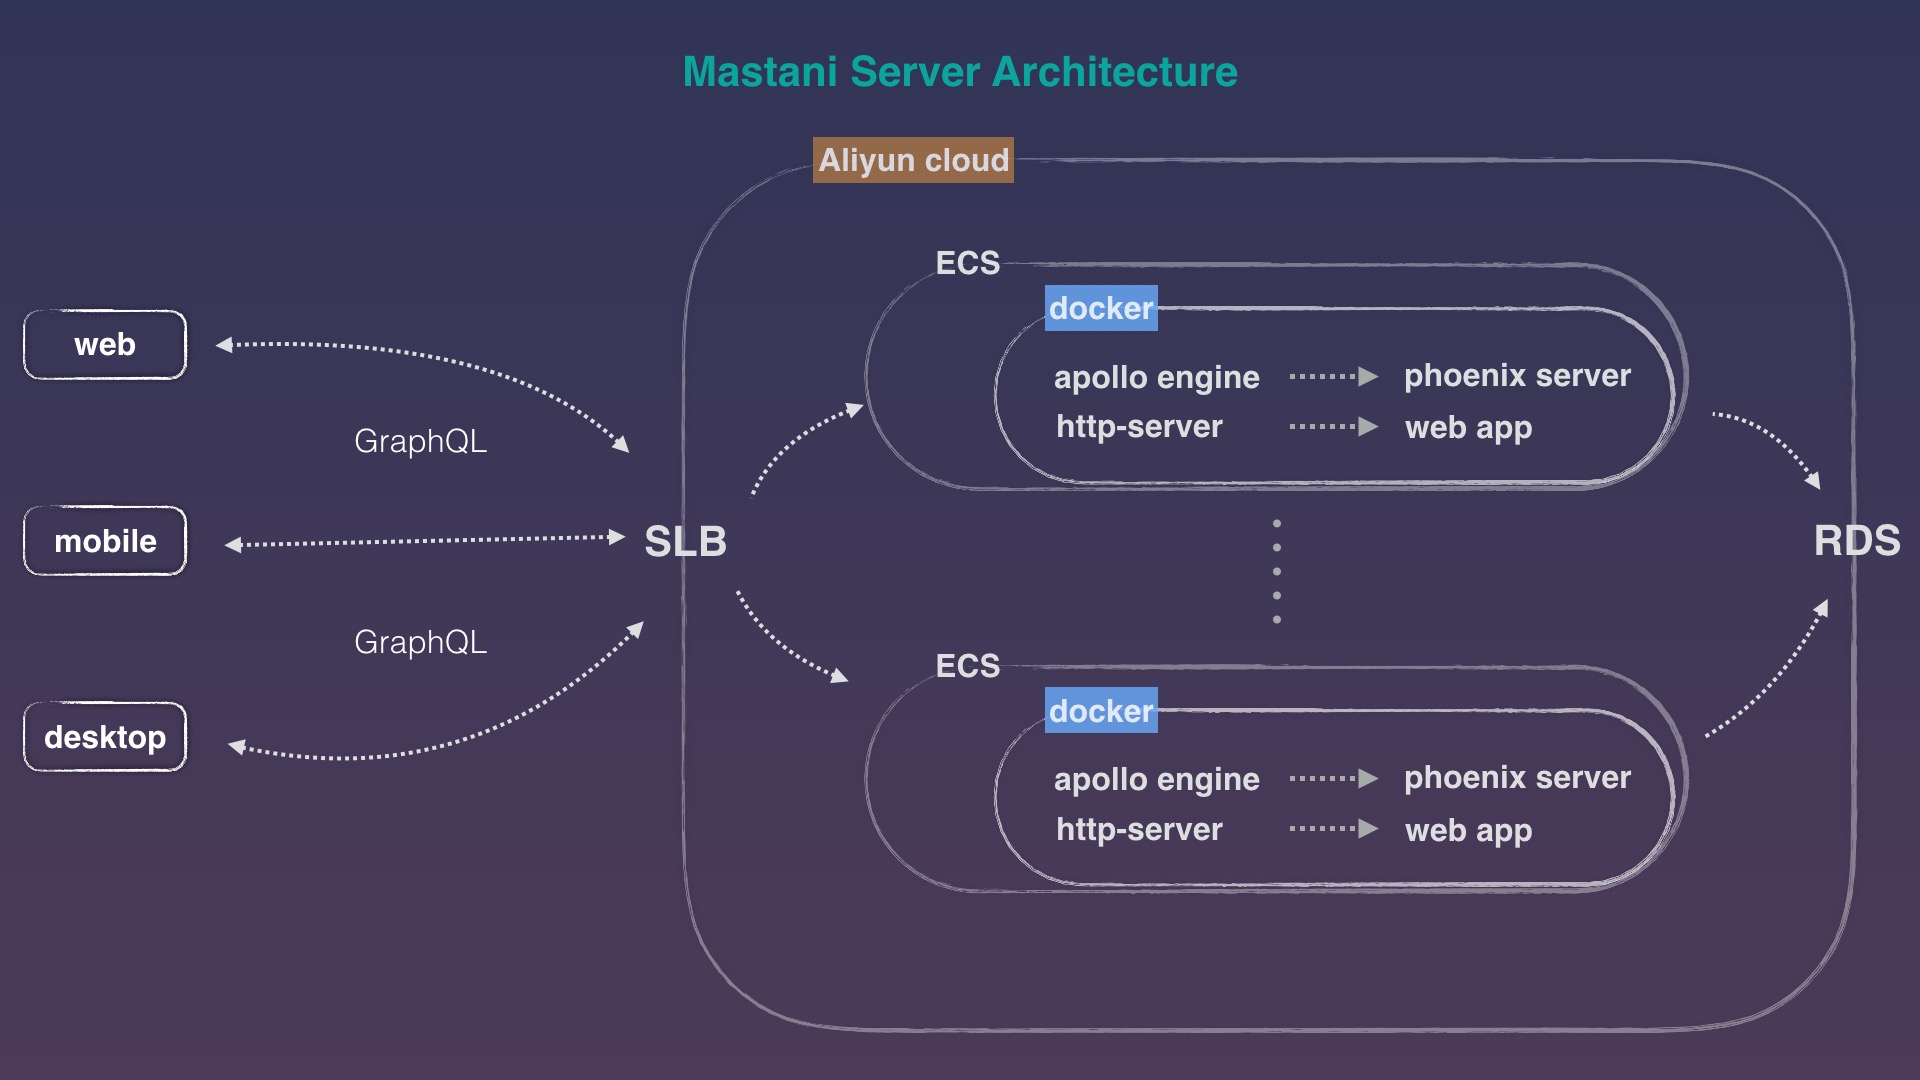 Mastani Server Architecture
Aliyun cloud
ECS
docker
apollo engine phoenix server
http-server web app
web
GraphQL
mobile
SLB
RDS
GraphQL
desktop
ECS
docker
apollo engine phoenix server
http-server web app